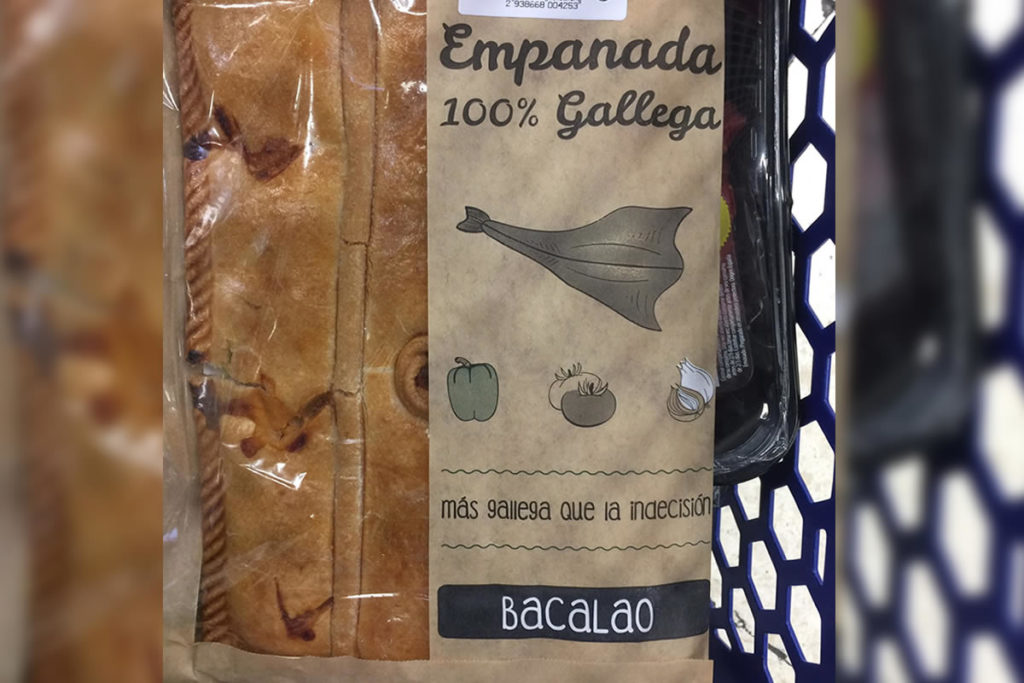 2 938668 004253
Empanada
100% Gallega
más gallega que la indecisión
BACALAO